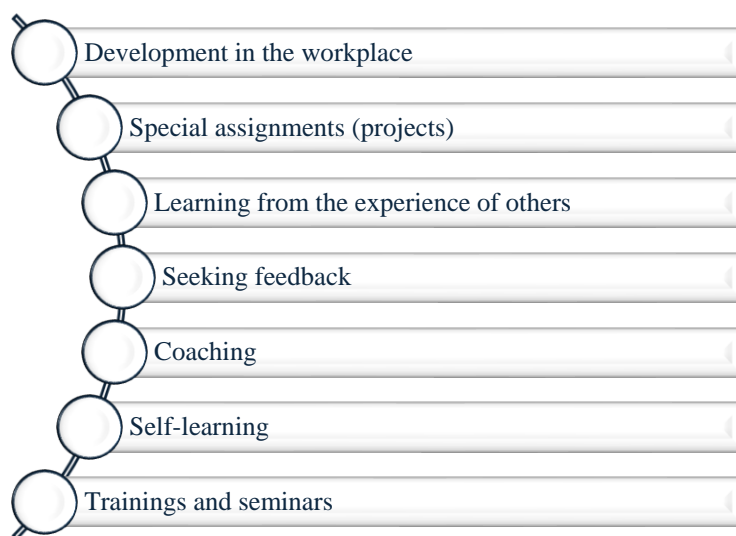 Development in the workplace
Special assignments (projects)
Learning from the experience of others
Seeking feedback
Coaching
Self-learning
Trainings and seminars